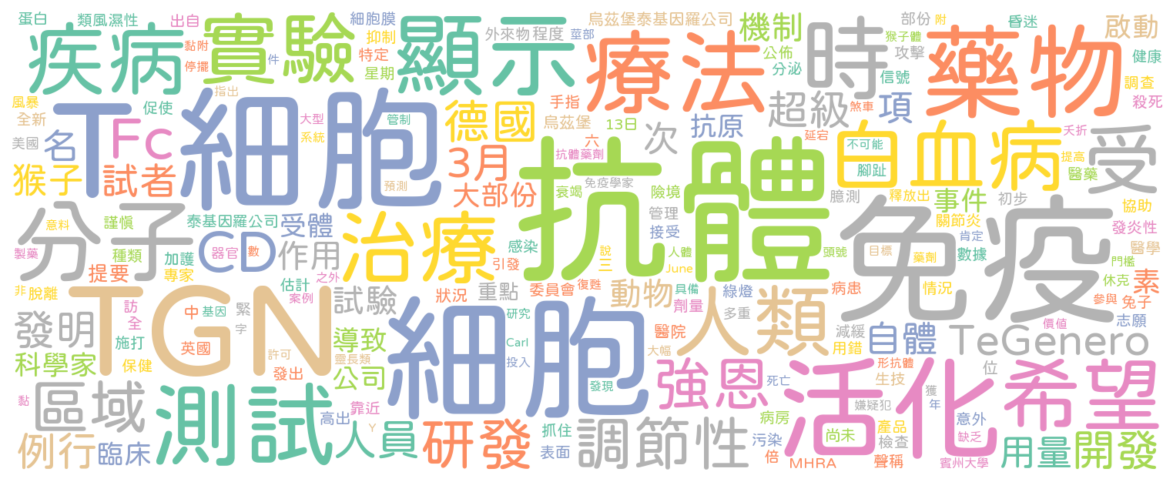 蛋白
類風濕性
出自
細胞膜
烏茲堡泰基因羅公司
機制
部份
附
昏迷
啟動
疾病
實驗
顯示
療法
時
藥物
黏附
停擺
件
抑制
特定
星期
外來物
程度
莖部
公佈
分泌
猴子體
攻擊
信號
健康
調查
殺死
風暴
全新
促使
指出
大型
系統
管制
T細胞
德國
手指
烏茲堡
六
13日
抗原
超級
煞車
項
延宕
不可能
夭折
提高
美國
名
Fc
3月
次
抗體藥劑
白血病
腳趾
醫藥
受
猴子
試者
預測
大部份
抗體
衰竭
免疫學家
險境
臆測
釋放出
事件
初步
協助
意料
謹慎
分子
泰基因羅公司
受體
治療
感染
管理
接受
免疫
關節炎
數據
肯定
發炎性
醫學
製藥
種類
加護
器官
數
CD
作用
引發
說
三
人體
June
頭號
目標
藥劑
門檻
休克
提要
專家
之外
案例
估計
狀況
重點
委員會
復甦
具備
綠燈
病患
情況
參與
兔子
素
非
脫離
訪
全
中
基因
緊
字
TGN
試驗
細胞
研究
Carl
動物
劑量
多重
人類
減緩
自體
價值
志願
發明
施打
英國
許可
靈長類
投入
導致
醫院
大幅
用錯
TeGenero
科學家
保健
發出
公司
發現
強恩
死亡
形抗體
生技
位
黏
區域
測試
高出
靠近
人員
Y
研發
抓住
表面
調節性
病房
嫌疑犯
活化
獲
年
意外
希望
例行
臨床
污染
倍
尚未
產品
檢查
MHRA
聲稱
缺乏
賓州大學
用量
開發